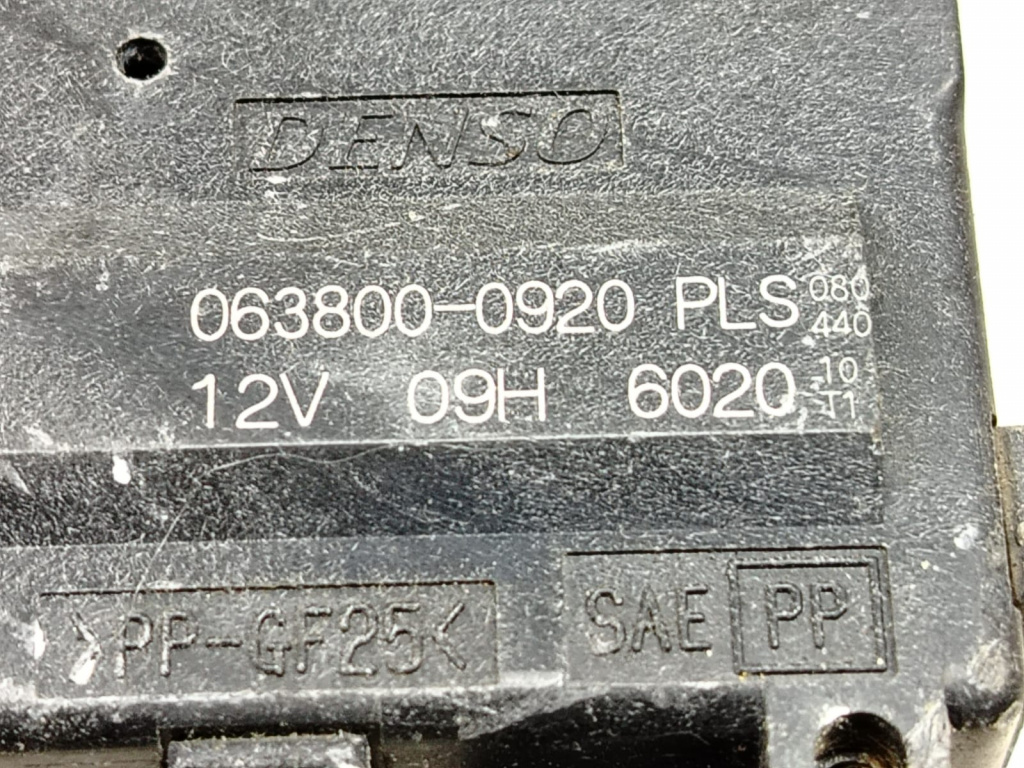 DENSO
063800-0920 PLS 080
440
12V 09H 6020 10
11
>PP-GF25< SAE PP